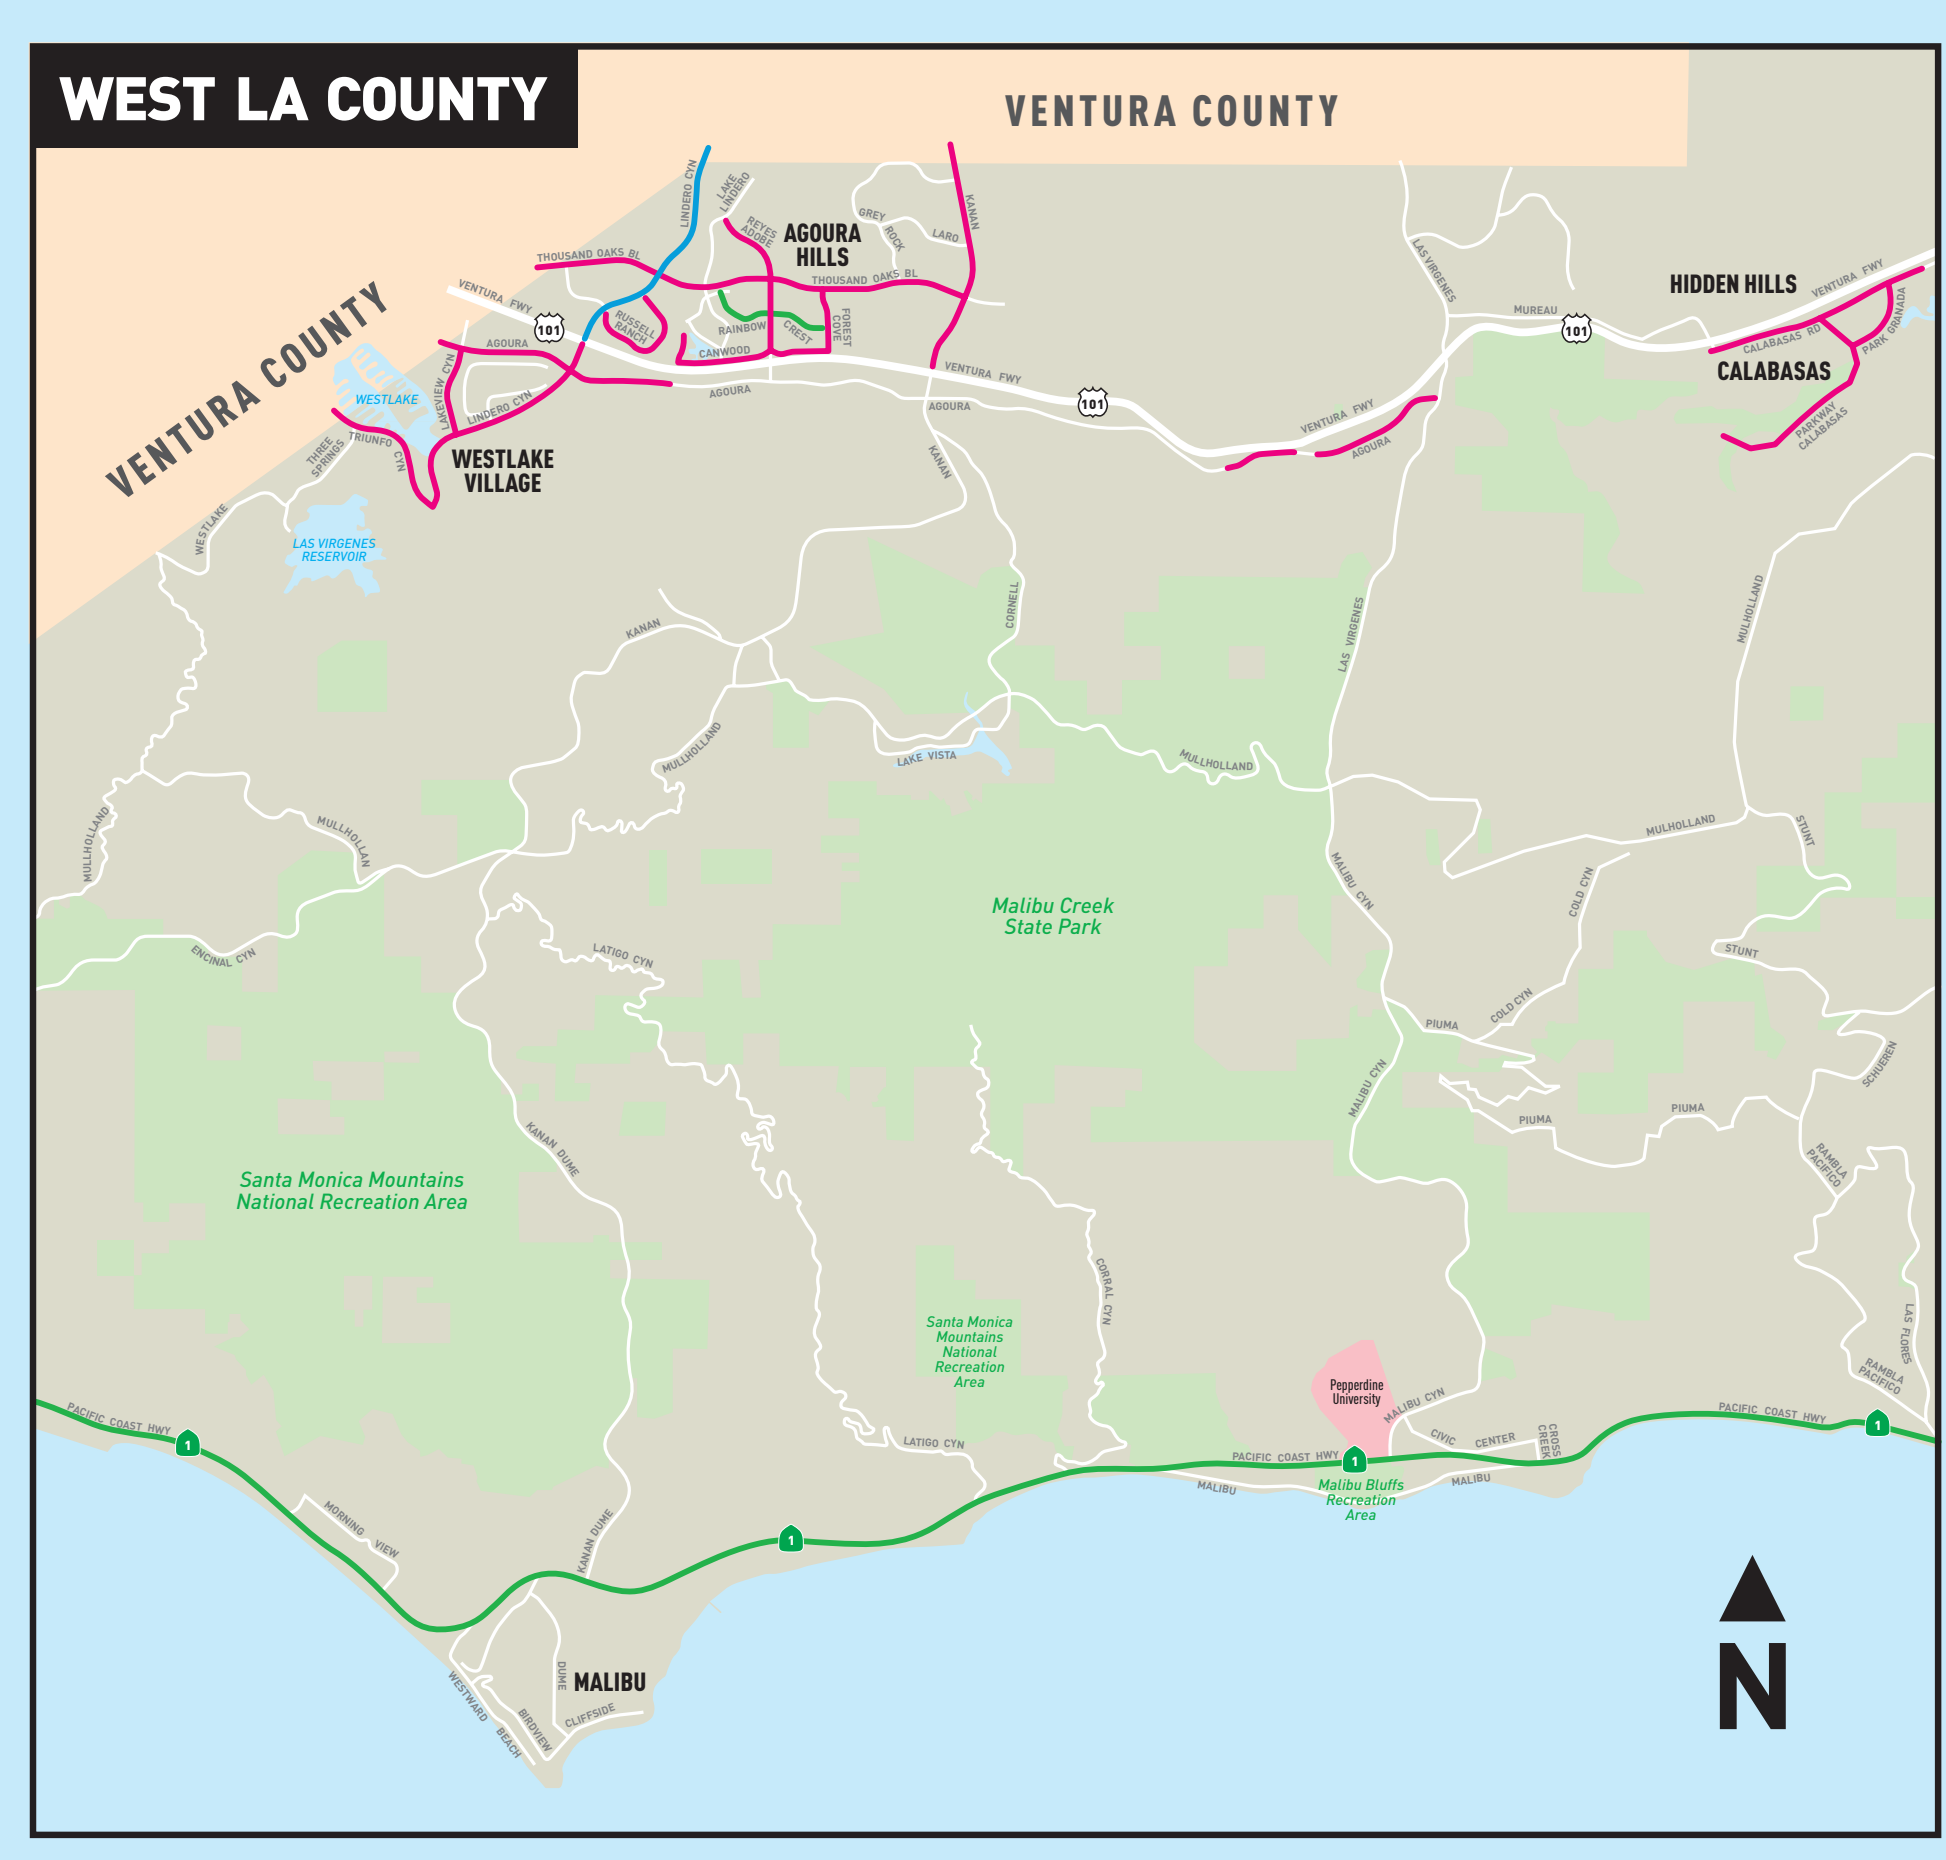 WEST LA COUNTY
VENTURA COUNTY
VENTURA COUNTY
LINDERO CYN
LAKE
LINDERO
REYES
ADOBE
AGOURA
HILLS
GREY
ROCK
LARO
KANAN
THOUSAND OAKS BL
THOUSAND OAKS BL
LAS VIRGENES
HIDDEN HILLS
VENTURA FWY
MUREAU
101
CALABASAS RD
PARK GRANADA
CALABASAS
PARKWAY
CALABASAS
VENTURA FWY
101
RUSSELL
RANCH
RAINBOW
CREST
FOREST
COVE
CANWOOD
AGOURA
LAKEVIEW CYN
LINDERO CYN
WESTLAKE
AGOURA
AGOURA
VENTURA FWY
101
VENTURA FWY
AGOURA
THREE
SPRINGS
TRIUNFO CYN
WESTLAKE
VILLAGE
KANAN
WESTLAKE
LAS VIRGENES
RESERVOIR
CORNELL
KANAN
LAS VIRGENES
MULHOLLAND
MULLHOLLAND
LAKE VISTA
MULLHOLLAND
MULLHOLLAND
MULLHOLLAN
MULHOLLAND
STUNT
MALIBU CYN
COLD CYN
Malibu Creek
State Park
ENCINAL CYN
LATIGO CYN
STUNT
COLD CYN
PIUMA
SCHUEREN
MALIBU CYN
PIUMA
PIUMA
KANAN DUME
RAMBLA
PACIFICO
Santa Monica Mountains
National Recreation Area
CORRAL CYN
Santa Monica
Mountains
National
Recreation
Area
LAS FLORES
RAMBLA
PACIFICO
Pepperdine
University
MALIBU CYN
PACIFIC COAST HWY
1
LATIGO CYN
PACIFIC COAST HWY
1
CIVIC CENTER
CROSS
CREEK
PACIFIC COAST HWY
1
MALIBU
Malibu Bluffs
Recreation
Area
MALIBU
MORNING VIEW
KANAN DUME
1
DUME
MALIBU
WESTWARD BEACH
BIRDVIEW
CLIFFSIDE
N